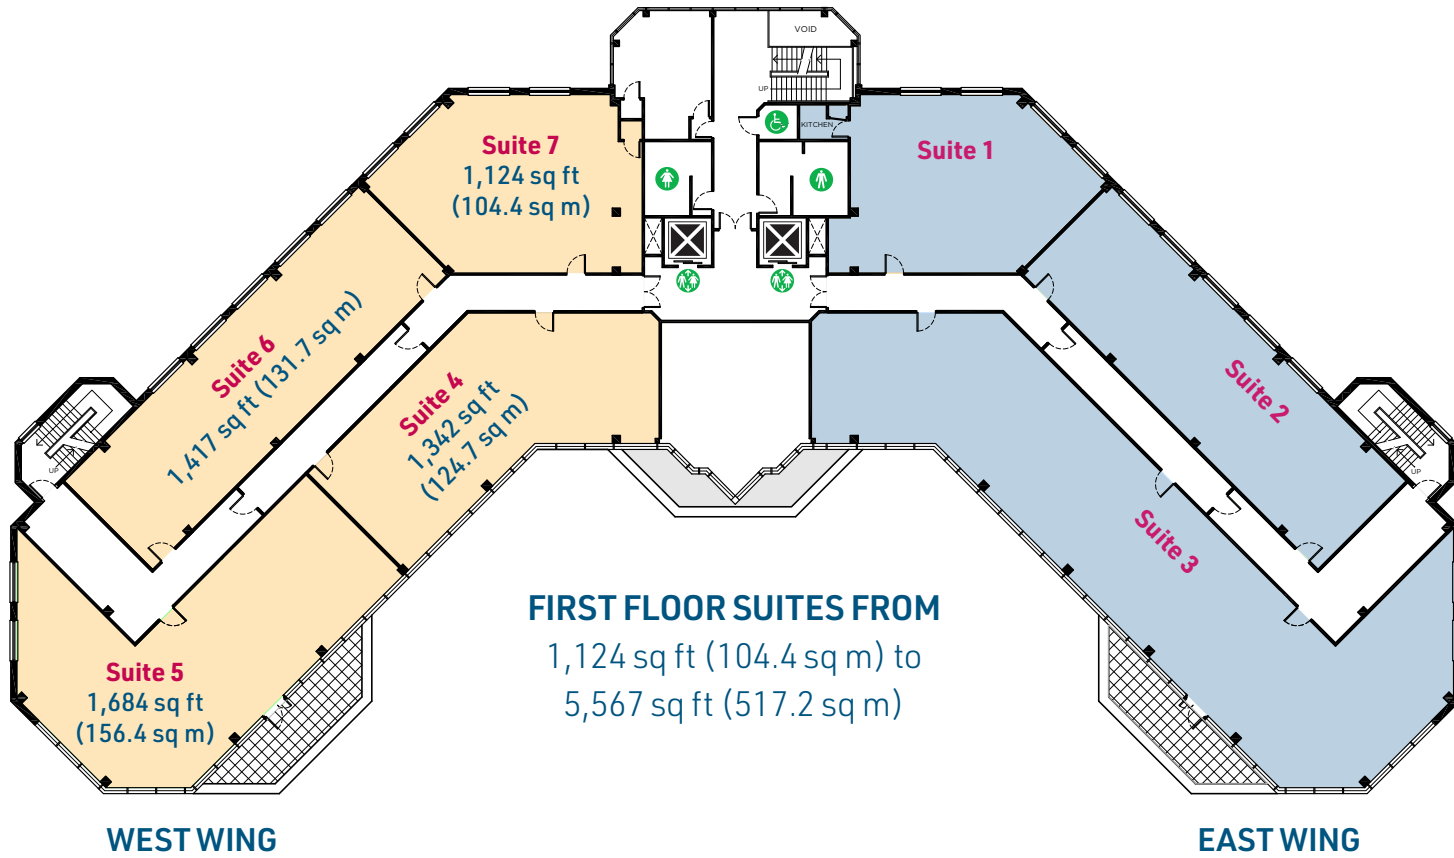 VOID
UP
KITCHEN
Suite 7
1,124 sq ft
(104.4 sq m)
Suite 1
Suite 6
1,417 sq ft (131.7 sq m)
Suite 4
1,342 sq ft
(124.7 sq m)
Suite 2
UP
UP
Suite 3
Suite 5
1,684 sq ft
(156.4 sq m)
FIRST FLOOR SUITES FROM
1,124 sq ft (104.4 sq m) to
5,567 sq ft (517.2 sq m)
WEST WING
EAST WING